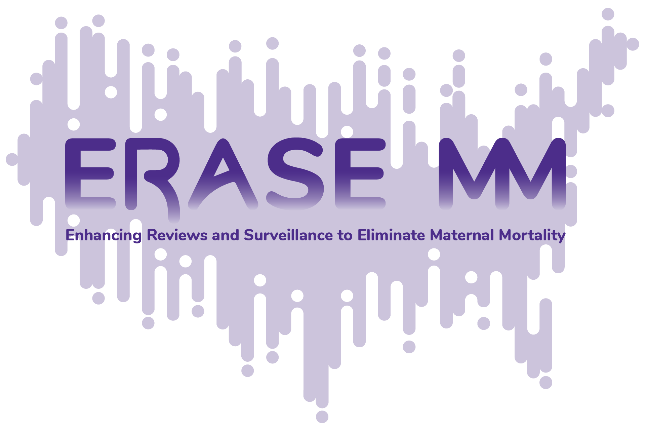 ERASE MM
Enhancing Reviews and Surveillance to Eliminate Maternal Mortality